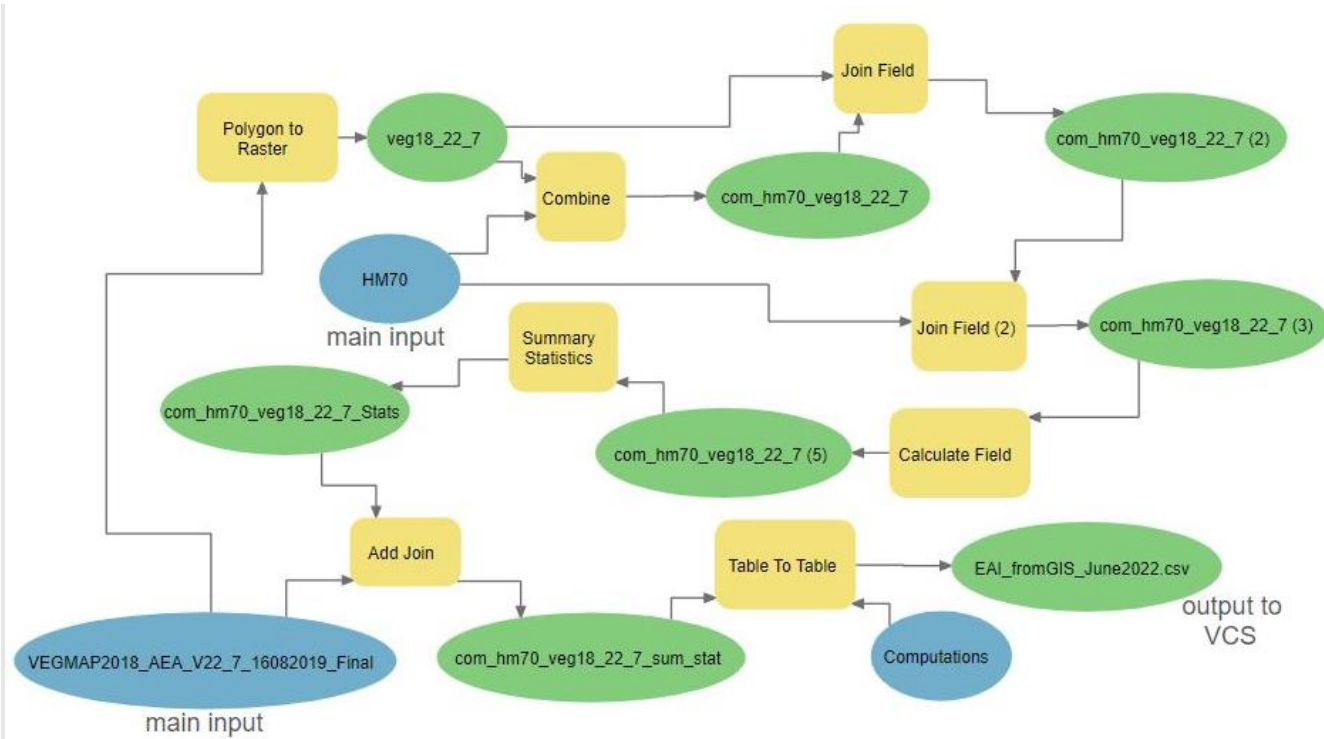 Join Field
Polygon to
Raster
veg18_22_7
com_hm70_veg18_22_7 (2)
Combine
com_hm70_veg18_22_7
HM70
main input
Join Field (2)
com_hm70_veg18_22_7 (3)
Summary
Statistics
com_hm70_veg18_22_7_Stats
com_hm70_veg18_22_7 (5)
Calculate Field
Add Join
Table To Table
EAI_fromGIS_June2022.csv
output to
VCS
VEGMAP2018_AEA_V22_7_16082019_Final
main input
com_hm70_veg18_22_7_sum_stat
Computations